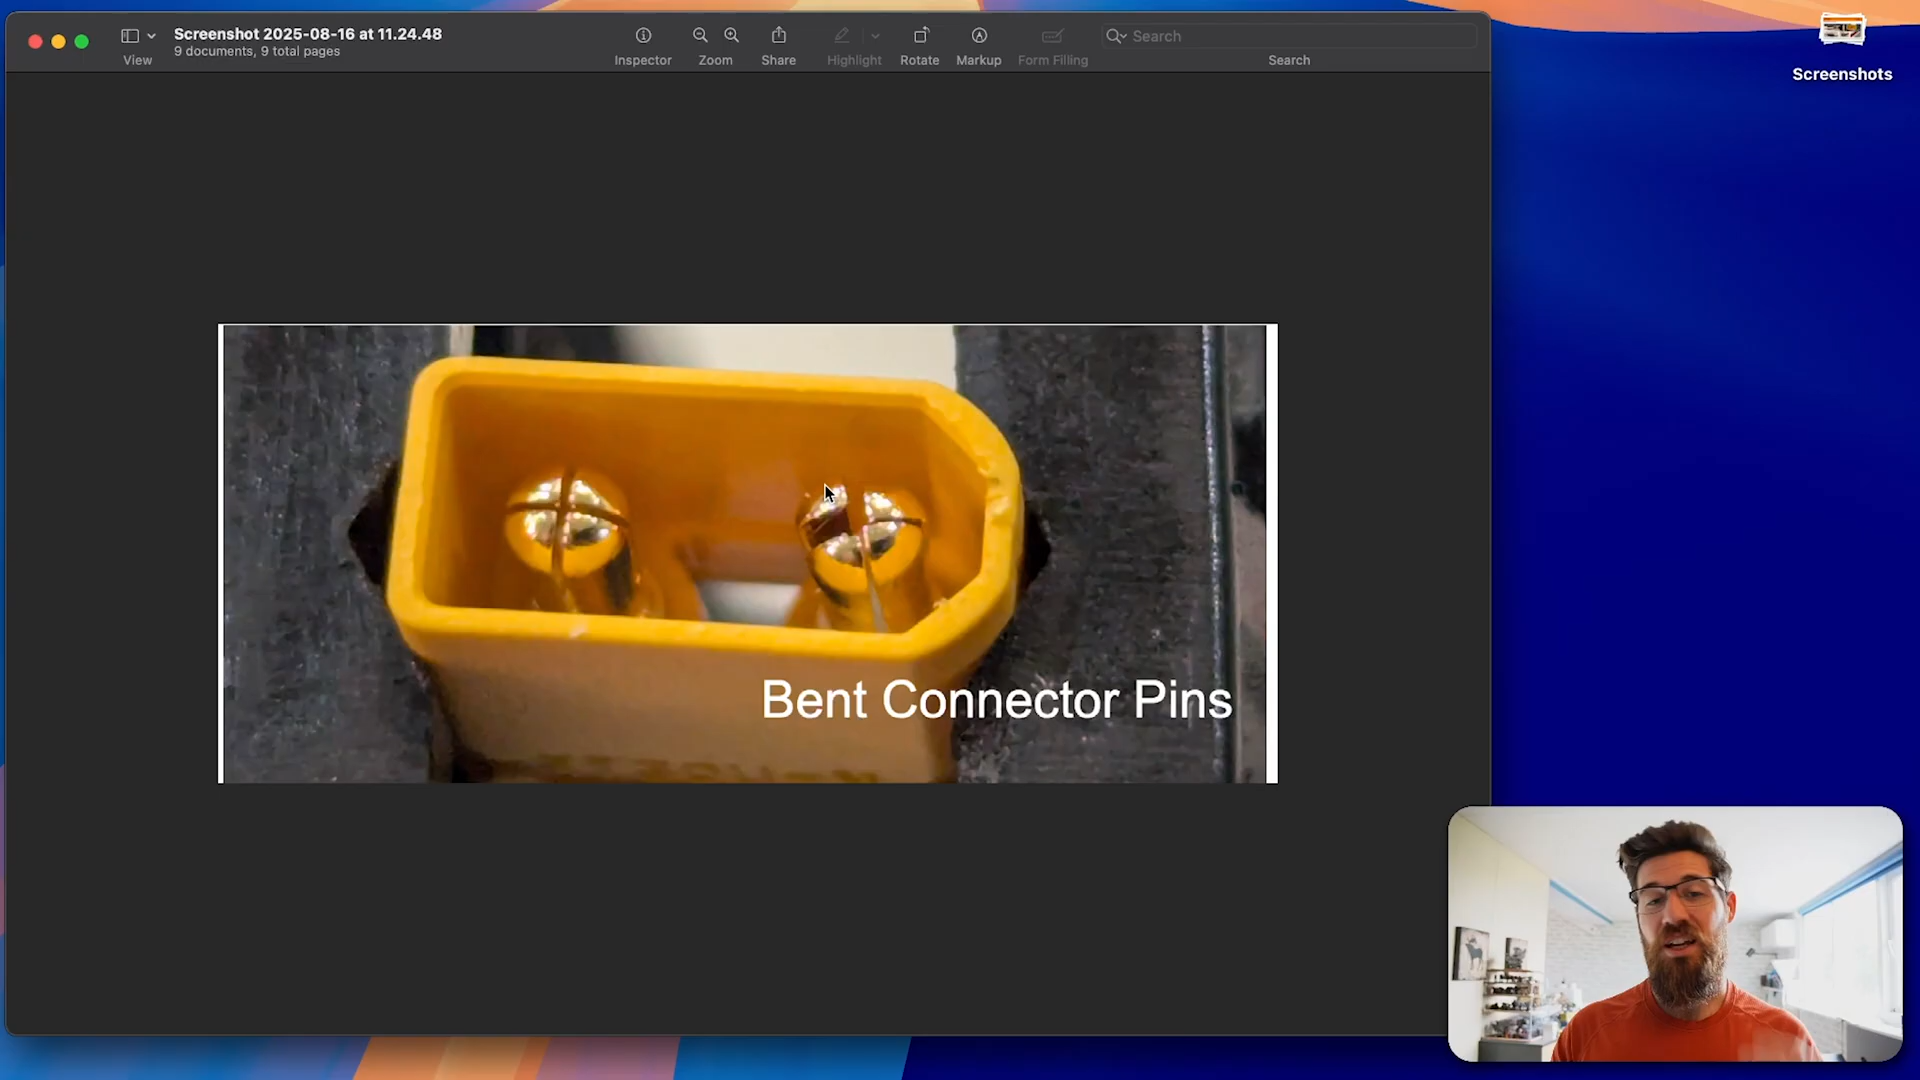 Screenshot 2025-08-16 at 11.24.48
9 documents, 9 total pages
View
Inspector
Zoom
Share
Highlight
Rotate
Markup
Form Filling
Search
Search
Screenshots
Bent Connector Pins